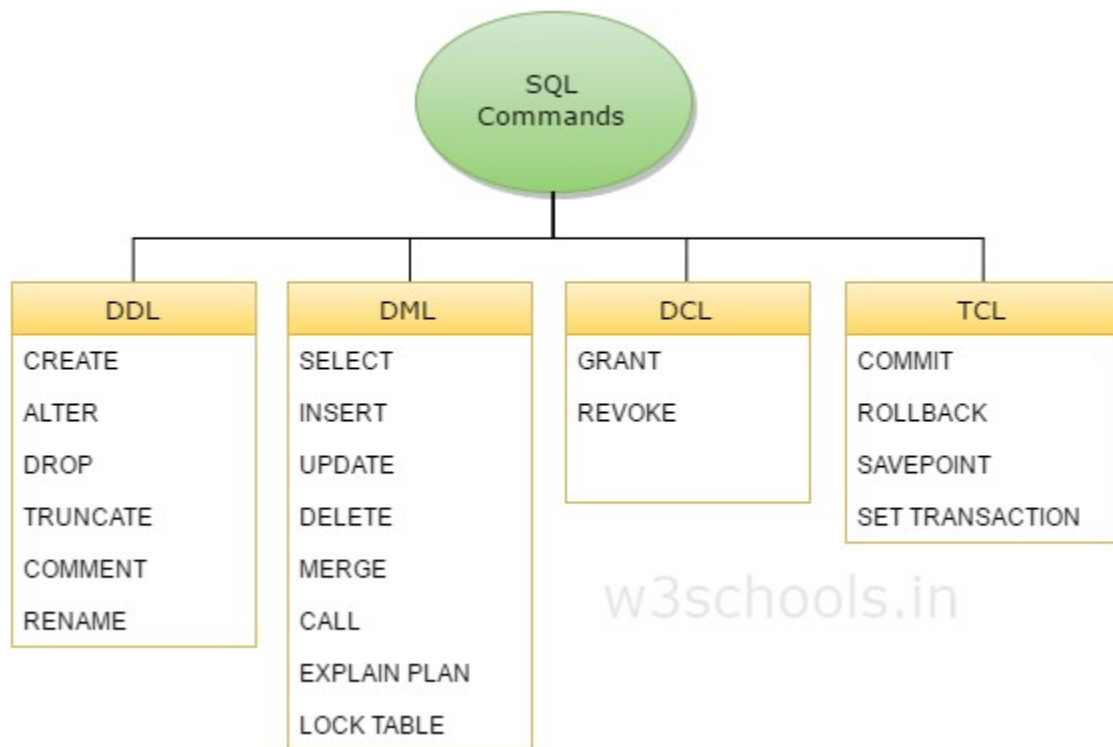 SQL
Commands
DDL
CREATE
ALTER
DROP
TRUNCATE
COMMENT
RENAME
DML
SELECT
INSERT
UPDATE
DELETE
MERGE
CALL
EXPLAIN PLAN
LOCK TABLE
DCL
GRANT
REVOKE
TCL
COMMIT
ROLLBACK
SAVEPOINT
SET TRANSACTION
w3schools.in